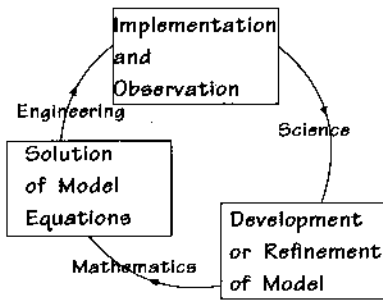 Implementation
and
Observation
Engineering
Science
Solution
of Model
Equations
Development
or Refinement
of Model
Mathematics